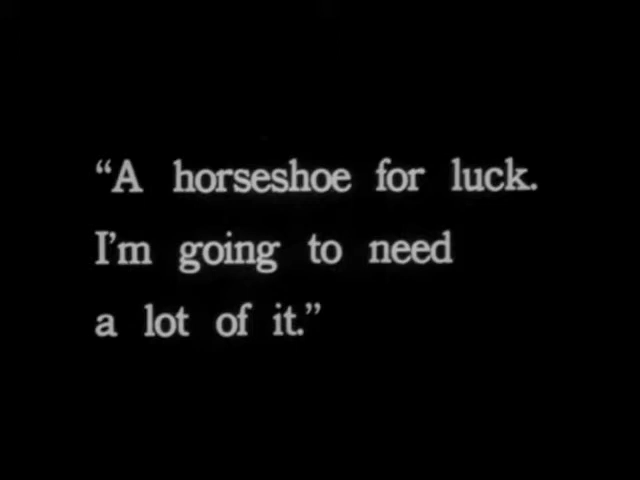 “A horseshoe for luck.
I’m going to need
a lot of it.”